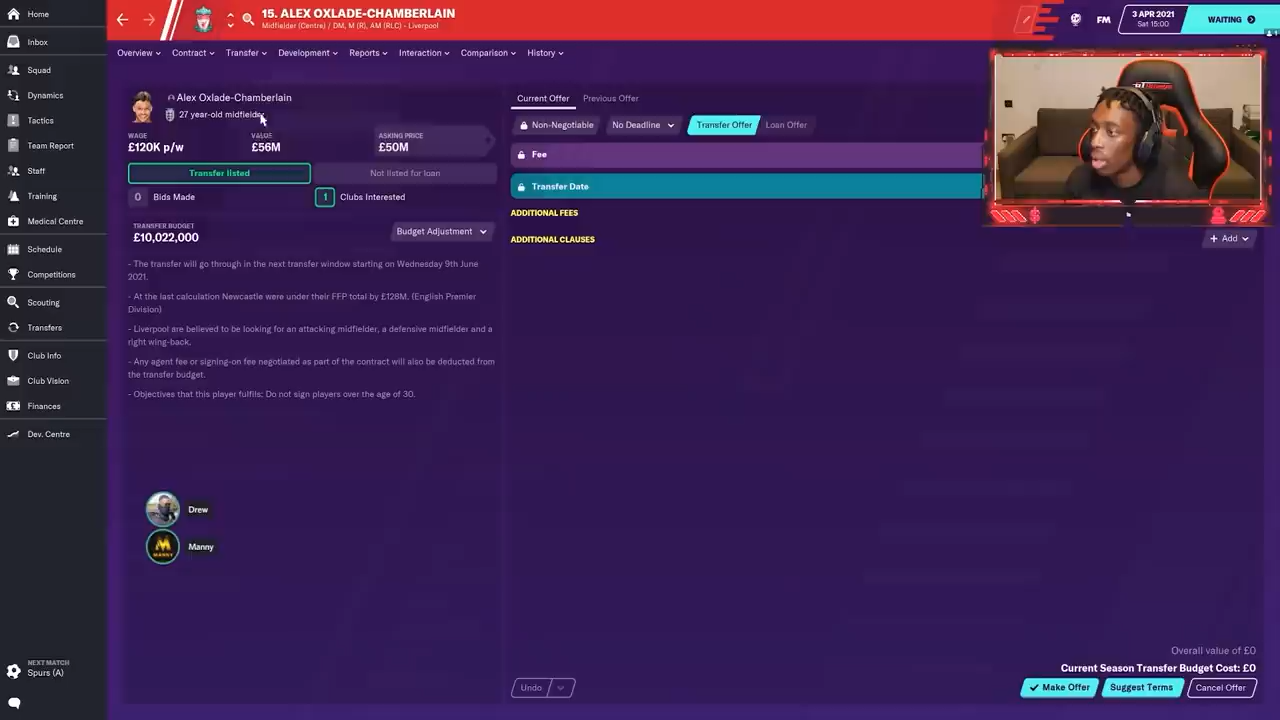 Home
Inbox
Squad
Dynamics
Tactics
Team Report
Staff
Training
Medical Centre
Schedule
Competitions
Scouting
Transfers
Club Info
Club Vision
Finances
Dev. Centre
NEXT MATCH
Spurs (A)
15. ALEX OXLADE-CHAMBERLAIN
Midfielder (Centre) / DM, M (R), AM (RLC) - Liverpool
FM
3 APR 2021
Sat 15:00
WAITING
1
Overview
Contract
Transfer
Development
Reports
Interaction
Comparison
History
Alex Oxlade-Chamberlain
27 year-old midfielder
WAGE
£120K p/w
VALUE
£56M
ASKING PRICE
£50M
Transfer listed
Not listed for loan
0 Bids Made
1 Clubs Interested
TRANSFER BUDGET
£10,022,000
Budget Adjustment
- The transfer will go through in the next transfer window starting on Wednesday 9th June
2021.
- At the last calculation Newcastle were under their FFP total by £128M. (English Premier
Division)
- Liverpool are believed to be looking for an attacking midfielder, a defensive midfielder and a
right wing-back.
- Any agent fee or signing-on fee negotiated as part of the contract will also be deducted from
the transfer budget.
- Objectives that this player fulfils: Do not sign players over the age of 30.
Drew
MANNY
Manny
Current Offer
Previous Offer
Non-Negotiable
No Deadline
Transfer Offer
Loan Offer
Fee
Transfer Date
ADDITIONAL FEES
ADDITIONAL CLAUSES
+ Add
Overall value of £0
Current Season Transfer Budget Cost: £0
Undo
Make Offer
Suggest Terms
Cancel Offer